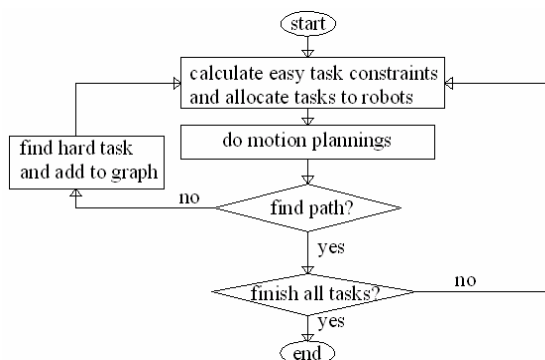 start
calculate easy task constraints
and allocate tasks to robots
do motion plannings
find hard task
and add to graph
no
find path?
yes
finish all tasks?
no
yes
end